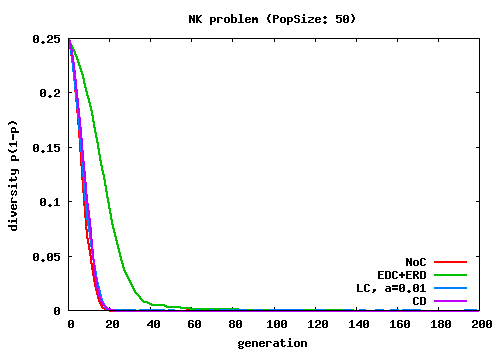 NK problem (PopSize: 50)
0.25
0.2
0.15
0.1
0.05
0
diversity p(1-p)
NoC
EDC+ERD
LC, a=0.01
CD
0 20 40 60 80 100 120 140 160 180 200
generation